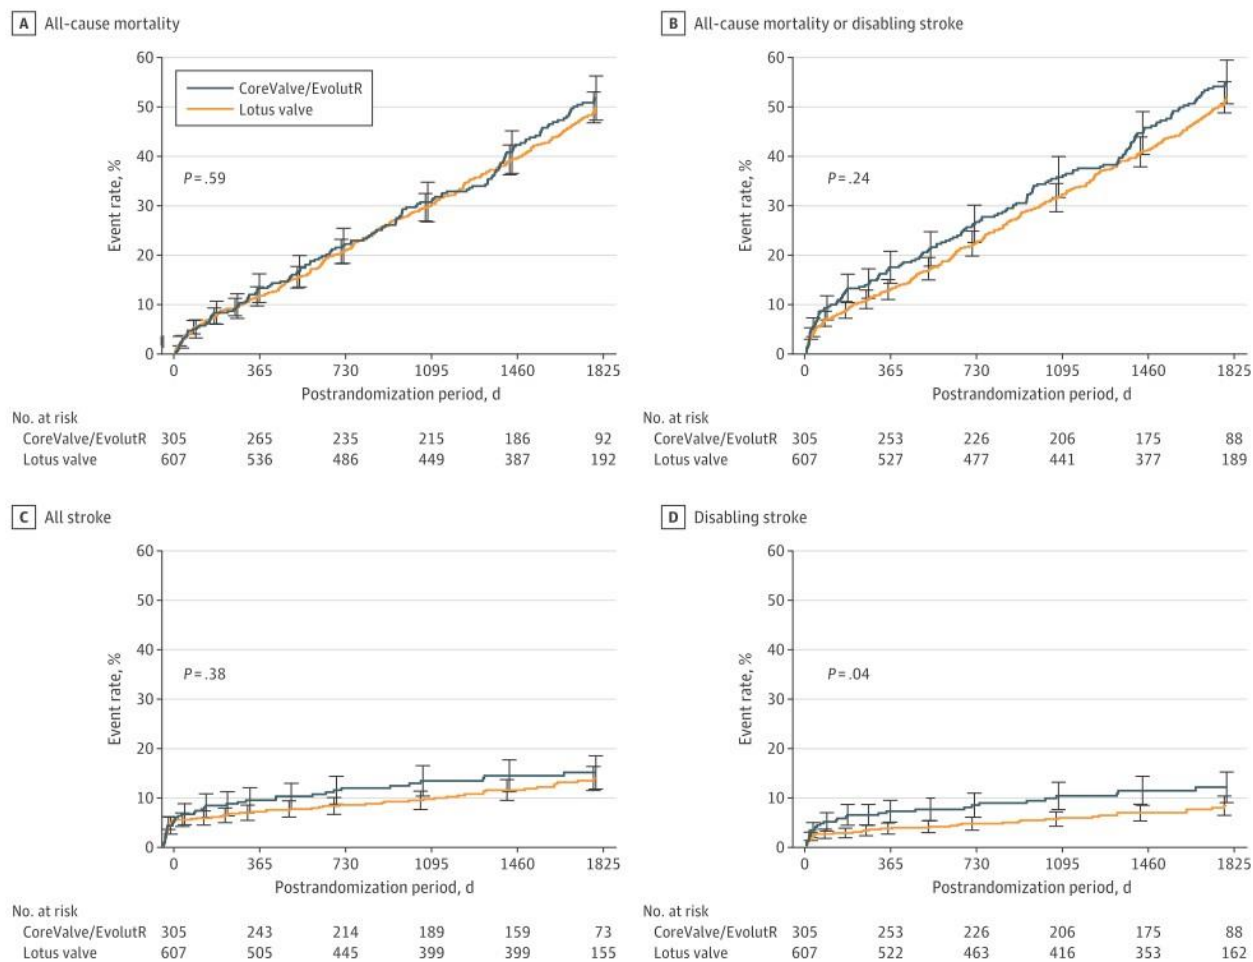 A All-cause mortality
60
50
40
30
20
10
0
Event rate, %
CoreValve/EvolutR
Lotus valve
P = .59
0 365 730 1095 1460 1825
Postrandomization period, d
No. at risk
CoreValve/EvolutR 305 265 235 215 186 92
Lotus valve 607 536 486 449 387 192
B All-cause mortality or disabling stroke
60
50
40
30
20
10
0
Event rate, %
P = .24
0 365 730 1095 1460 1825
Postrandomization period, d
No. at risk
CoreValve/EvolutR 305 253 226 206 175 88
Lotus valve 607 527 477 441 377 189
C All stroke
60
50
40
30
20
10
0
Event rate, %
P = .38
0 365 730 1095 1460 1825
Postrandomization period, d
No. at risk
CoreValve/EvolutR 305 243 214 189 159 73
Lotus valve 607 505 445 399 399 155
D Disabling stroke
60
50
40
30
20
10
0
Event rate, %
P = .04
0 365 730 1095 1460 1825
Postrandomization period, d
No. at risk
CoreValve/EvolutR 305 253 226 206 175 88
Lotus valve 607 522 463 416 353 162